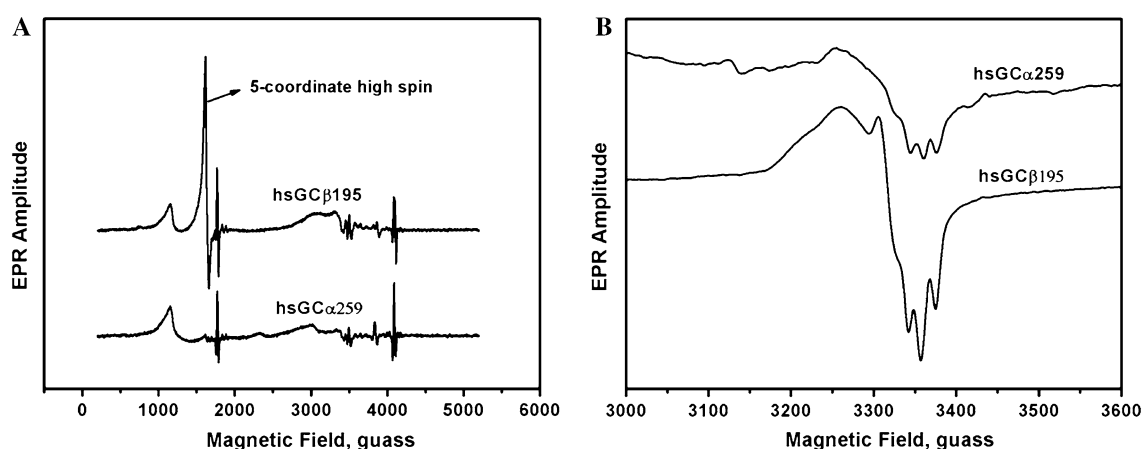 A
5-coordinate high spin
hsGCβ195
hsGCα259
EPR Amplitude
0 1000 2000 3000 4000 5000 6000
Magnetic Field, guass
B
hsGCα259
hsGCβ195
EPR Amplitude
3000 3100 3200 3300 3400 3500 3600
Magnetic Field, guass